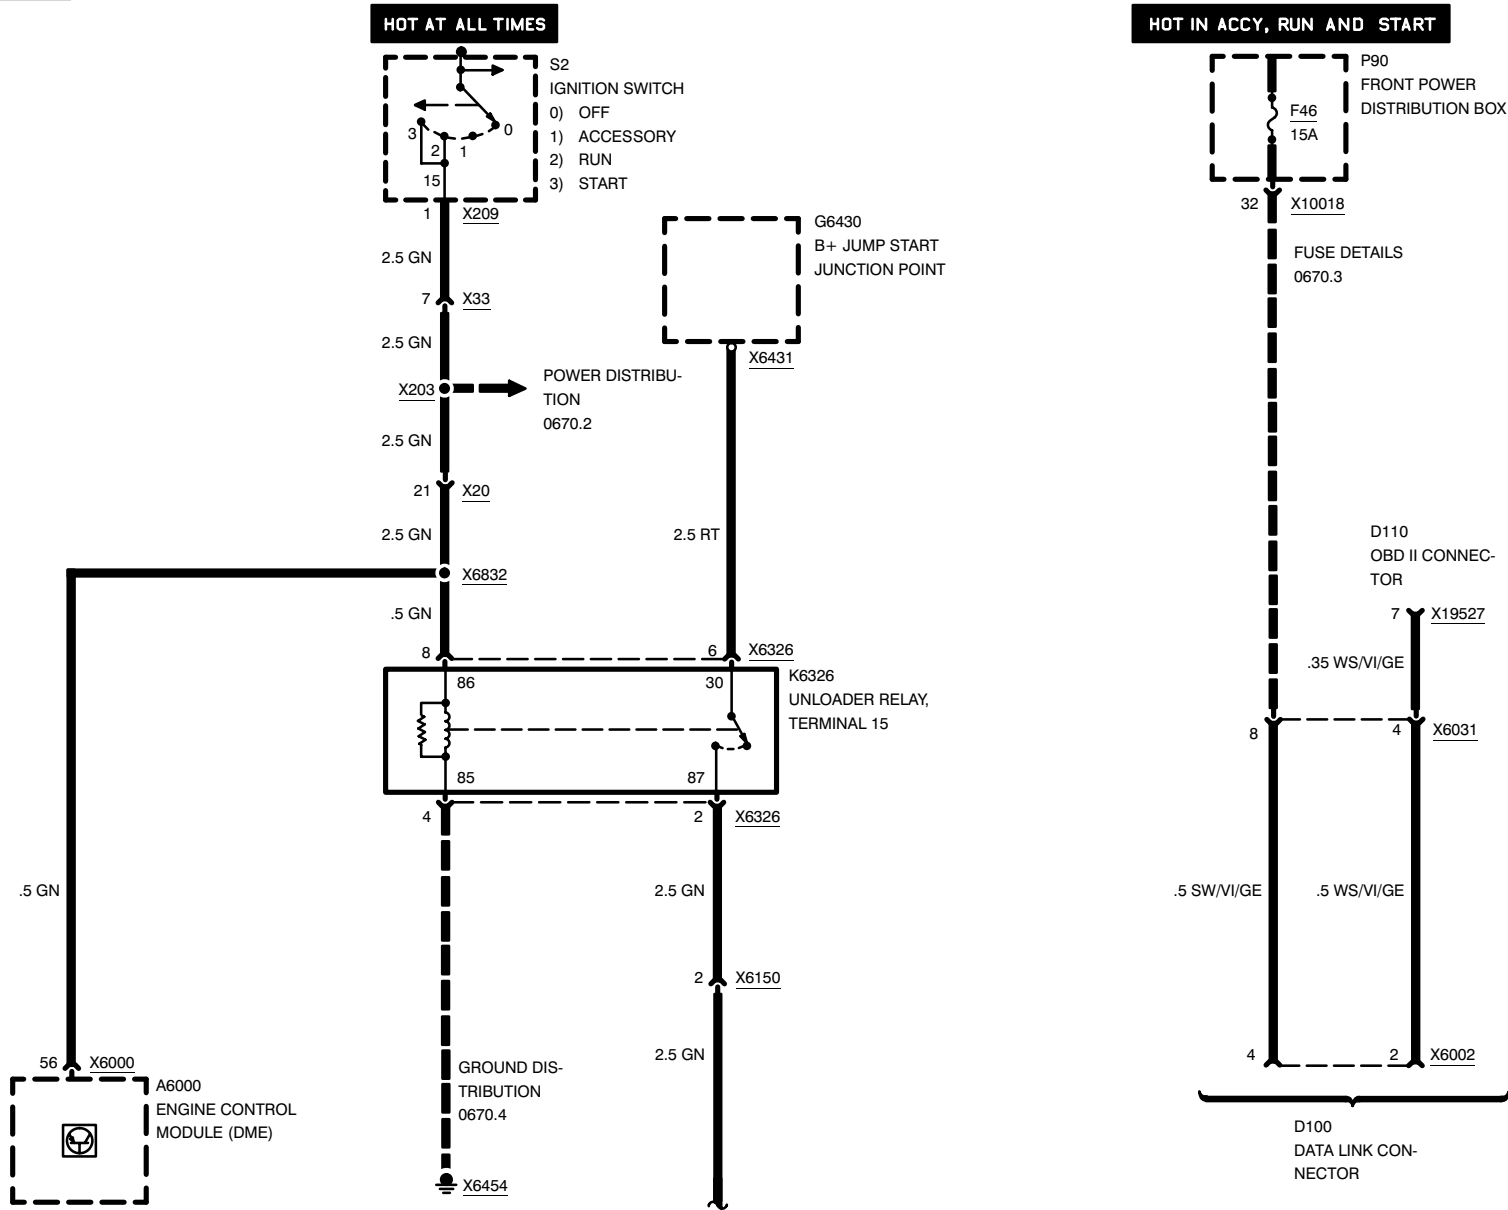 HOT AT ALL TIMES
HOT IN ACCY, RUN AND START
S2
IGNITION SWITCH
0) OFF
1) ACCESSORY
2) RUN
3) START
3
2
1
0
15
1 X209
2.5 GN
7 X33
2.5 GN
X203
POWER DISTRIBU-
TION
0670.2
2.5 GN
21 X20
2.5 GN
X6832
.5 GN
G6430
B+ JUMP START
JUNCTION POINT
X6431
2.5 RT
8
6 X6326
86
30
K6326
UNLOADER RELAY,
TERMINAL 15
85
87
4
2 X6326
.5 GN
2.5 GN
2 X6150
2.5 GN
56 X6000
A6000
ENGINE CONTROL
MODULE (DME)
GROUND DIS-
TRIBUTION
0670.4
X6454
P90
FRONT POWER
DISTRIBUTION BOX
F46
15A
32 X10018
FUSE DETAILS
0670.3
D110
OBD II CONNEC-
TOR
7 X19527
.35 WS/VI/GE
8
4 X6031
.5 SW/VI/GE
.5 WS/VI/GE
4
2 X6002
D100
DATA LINK CON-
NECTOR